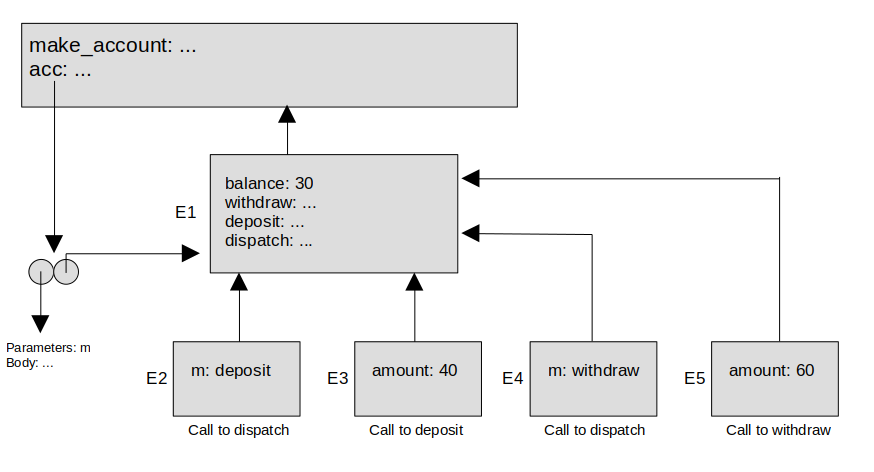 make_account: ...
acc: ...
E1
balance: 30
withdraw: ...
deposit: ...
dispatch: ...
Parameters: m
Body: ...
E2
m: deposit
Call to dispatch
E3
amount: 40
Call to deposit
E4
m: withdraw
Call to dispatch
E5
amount: 60
Call to withdraw